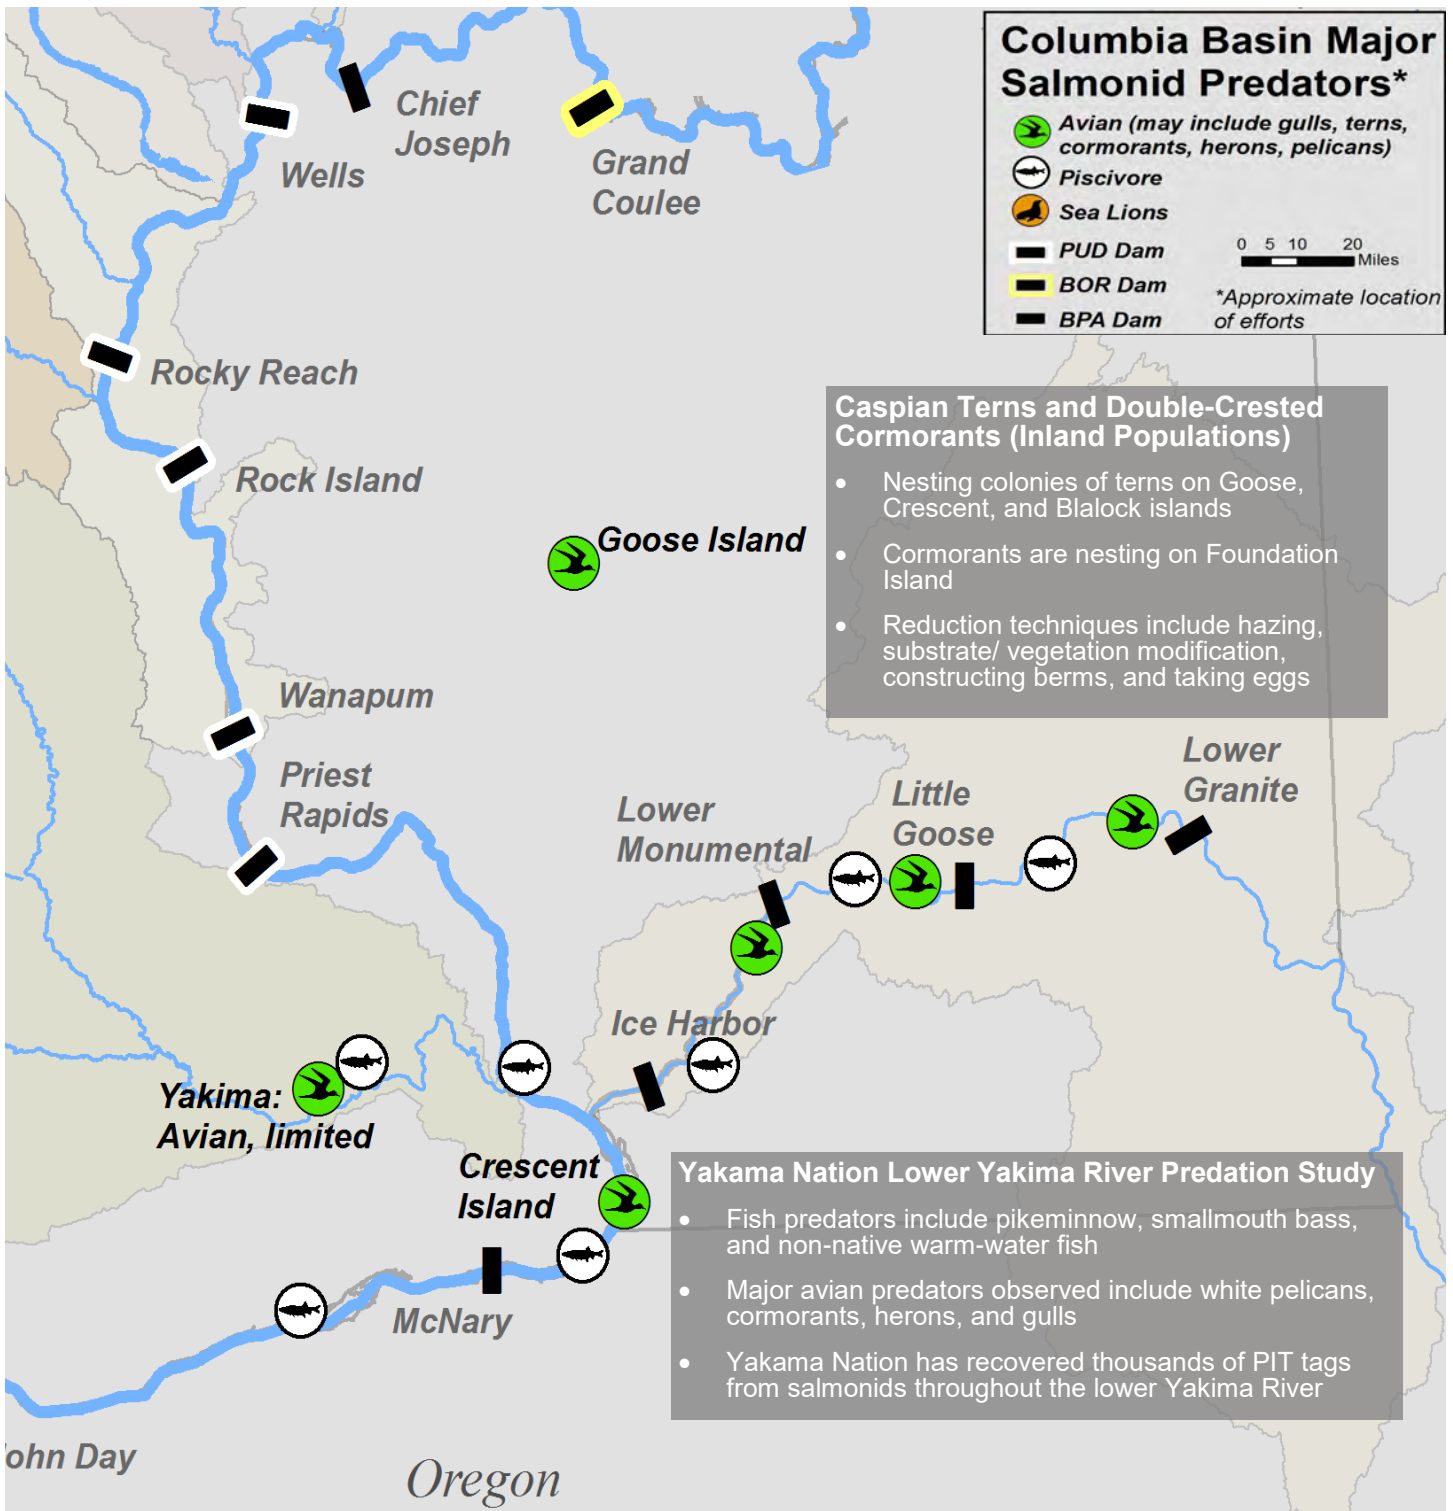 Columbia Basin Major
Salmonid Predators*
Avian (may include gulls, terns,
cormorants, herons, pelicans)
Piscivore
Sea Lions
PUD Dam
BOR Dam
BPA Dam
0 5 10 20
Miles
*Approximate location
of efforts
Chief
Joseph
Wells
Grand
Coulee
Rocky Reach
Rock Island
Caspian Terns and Double-Crested
Cormorants (Inland Populations)
• Nesting colonies of terns on Goose,
Crescent, and Blalock islands
• Cormorants are nesting on Foundation
Island
• Reduction techniques include hazing,
substrate/ vegetation modification,
constructing berms, and taking eggs
Goose Island
Wanapum
Priest
Rapids
Lower
Monumental
Little
Goose
Lower
Granite
Ice Harbor
Yakima:
Avian, limited
Crescent
Island
McNary
Yakama Nation Lower Yakima River Predation Study
• Fish predators include pikeminnow, smallmouth bass,
and non-native warm-water fish
• Major avian predators observed include white pelicans,
cormorants, herons, and gulls
• Yakama Nation has recovered thousands of PIT tags
from salmonids throughout the lower Yakima River
ohn Day
Oregon